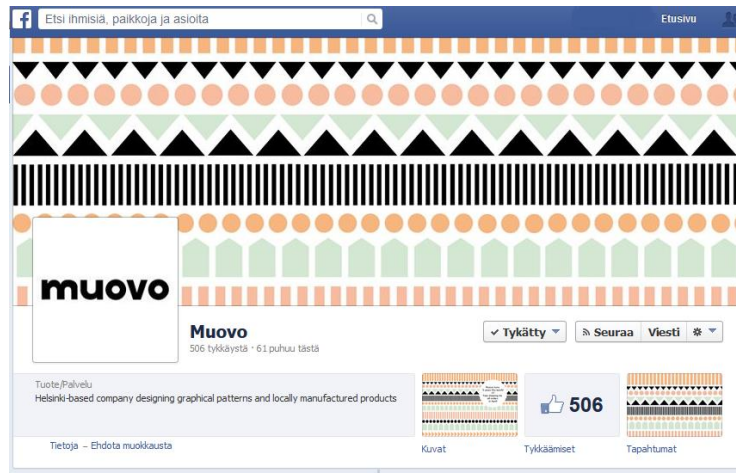 f
Etsi ihmisiä, paikkoja ja asioita
Etusivu
muovo
Muovo
506 tykkäystä · 61 puhuu tästä
Tykätty
Seuraa
Viesti
Tuote/Palvelu
Helsinki-based company designing graphical patterns and locally manufactured products
506
Tietoja – Ehdota muokkausta
Kuvat
Tykkäämiset
Tapahtumat